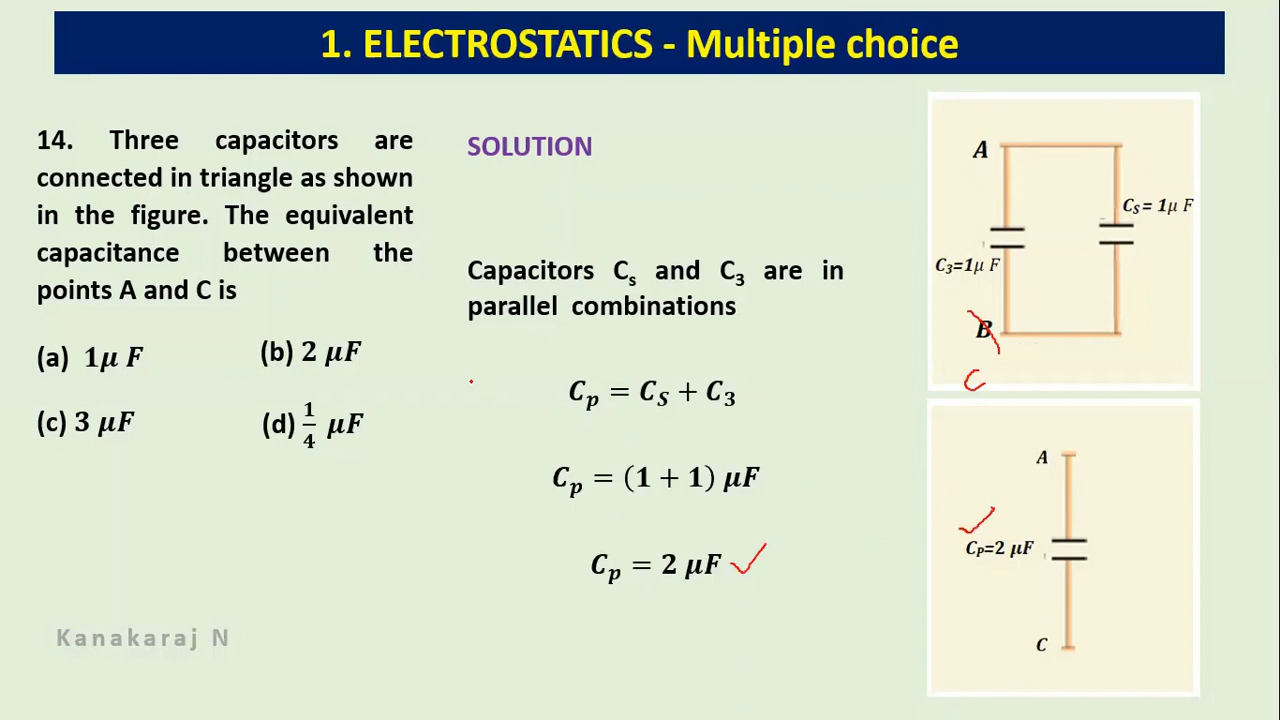 1. ELECTROSTATICS - Multiple choice
14. Three capacitors are
connected in triangle as shown
in the figure. The equivalent
capacitance between the
points A and C is
(a) 1μ F
(b) 2 μF
(c) 3 μF
(d) 1/4 μF
SOLUTION
Capacitors Cs and C3 are in
parallel combinations
Cp = CS + C3
Cp = (1 + 1) μF
Cp = 2 μF
A
CS= 1μ F
C3=1μ F
B
C
A
CP=2 μF
C
Kanakaraj N